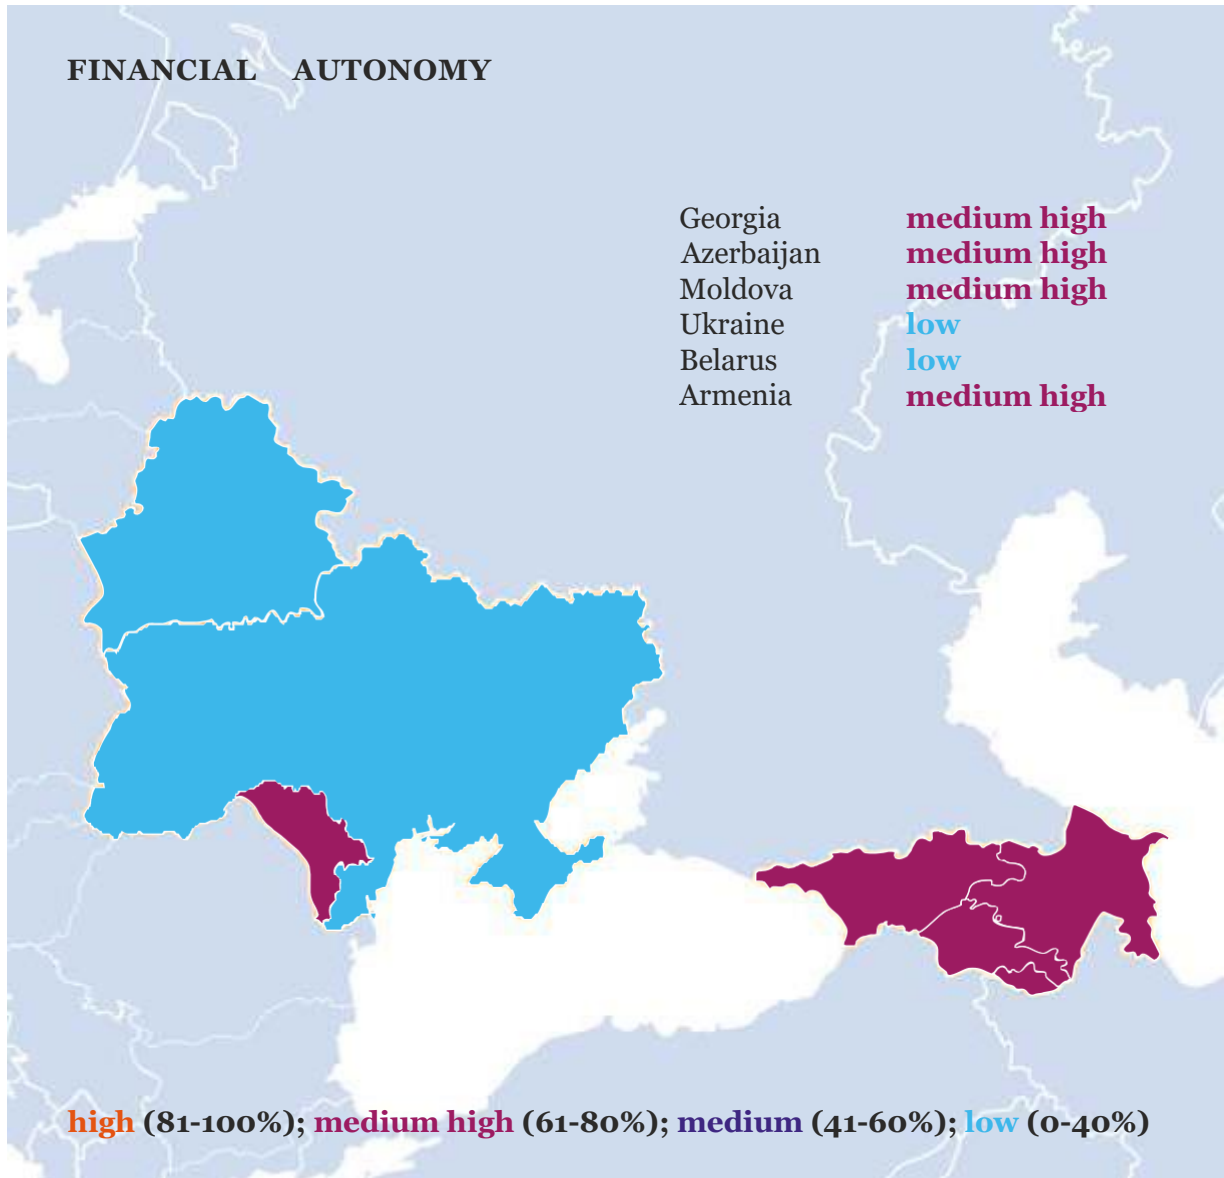 FINANCIAL AUTONOMY
Georgia medium high
Azerbaijan medium high
Moldova medium high
Ukraine low
Belarus low
Armenia medium high
high (81-100%); medium high (61-80%); medium (41-60%); low (0-40%)